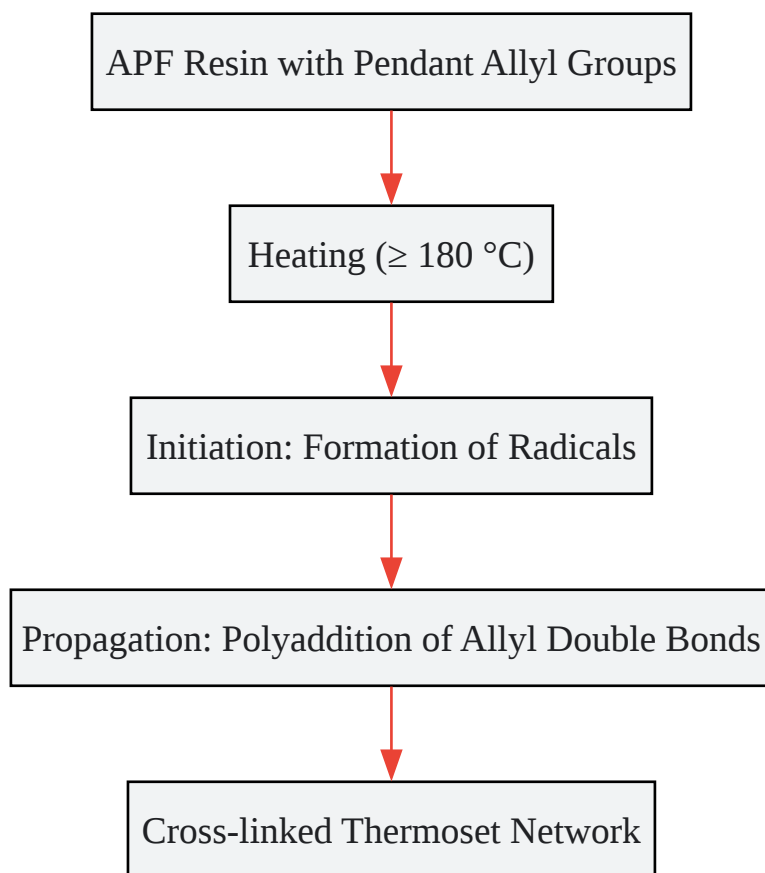 APF Resin with Pendant Allyl Groups
Heating (≥ 180 °C)
Initiation: Formation of Radicals
Propagation: Polyaddition of Allyl Double Bonds
Cross-linked Thermoset Network